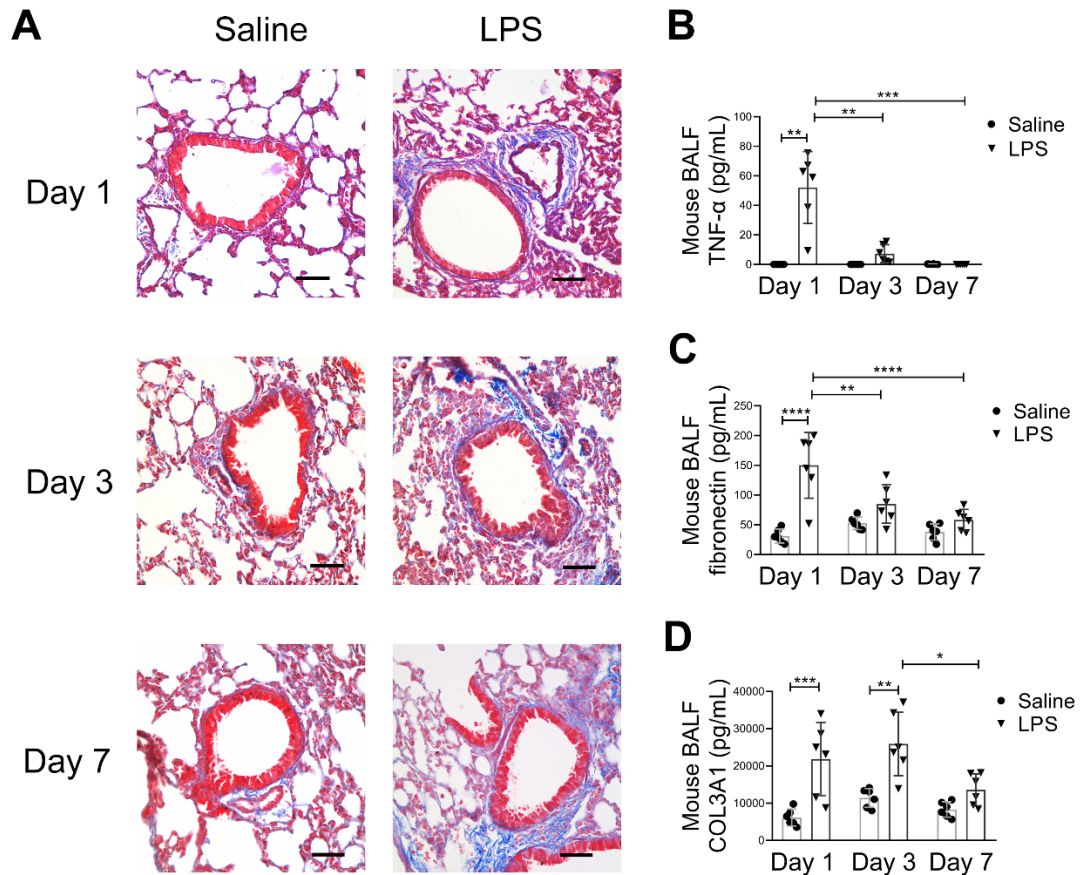 A
Saline
LPS
Day 1
Day 3
Day 7
B
Mouse BALF
TNF-α (pg/mL)
100
80
60
40
20
0
**
**
***
Day 1
Day 3
Day 7
Saline
LPS
C
Mouse BALF
fibronectin (pg/mL)
250
200
150
100
50
0
****
**
****
Day 1
Day 3
Day 7
Saline
LPS
D
Mouse BALF
COL3A1 (pg/mL)
40000
30000
20000
10000
0
***
**
*
Day 1
Day 3
Day 7
Saline
LPS